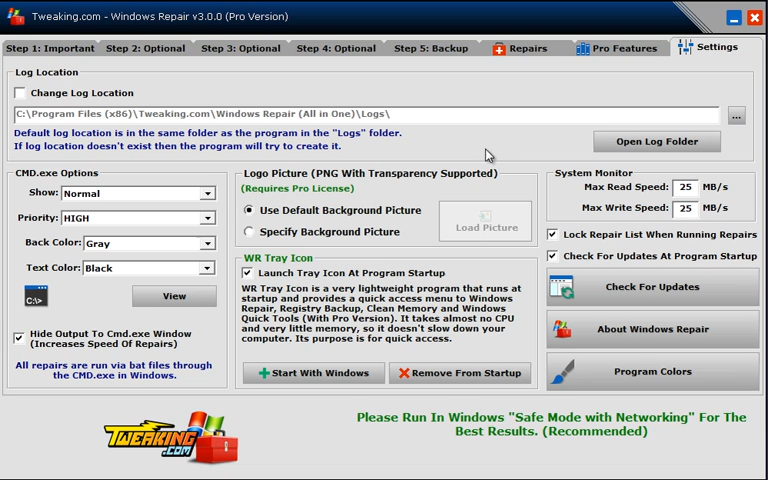 Tweaking.com - Windows Repair v3.0.0 (Pro Version)
Step 1: Important
Step 2: Optional
Step 3: Optional
Step 4: Optional
Step 5: Backup
Repairs
Pro Features
Settings
Log Location
Change Log Location
C:\Program Files (x86)\Tweaking.com\Windows Repair (All in One)\Logs\
...
Default log location is in the same folder as the program in the "Logs" folder.
If log location doesn't exist then the program will try to create it.
Open Log Folder
CMD.exe Options
Show: Normal
Priority: HIGH
Back Color: Gray
Text Color: Black
C:\>
View
Hide Output To Cmd.exe Window
(Increases Speed Of Repairs)
All repairs are run via bat files through
the CMD.exe in Windows.
Logo Picture (PNG With Transparency Supported)
(Requires Pro License)
Use Default Background Picture
Specify Background Picture
Load Picture
WR Tray Icon
Launch Tray Icon At Program Startup
WR Tray Icon is a very lightweight program that runs at
startup and provides a quick access menu to Windows
Repair, Registry Backup, Clean Memory and Windows
Quick Tools (With Pro Version). It takes almost no CPU
and very little memory, so it doesn't slow down your
computer. Its purpose is for quick access.
Start With Windows
Remove From Startup
System Monitor
Max Read Speed: 25 MB/s
Max Write Speed: 25 MB/s
Lock Repair List When Running Repairs
Check For Updates At Program Startup
Check For Updates
About Windows Repair
Program Colors
TWEAKING
.COM
Please Run In Windows "Safe Mode with Networking" For The
Best Results. (Recommended)